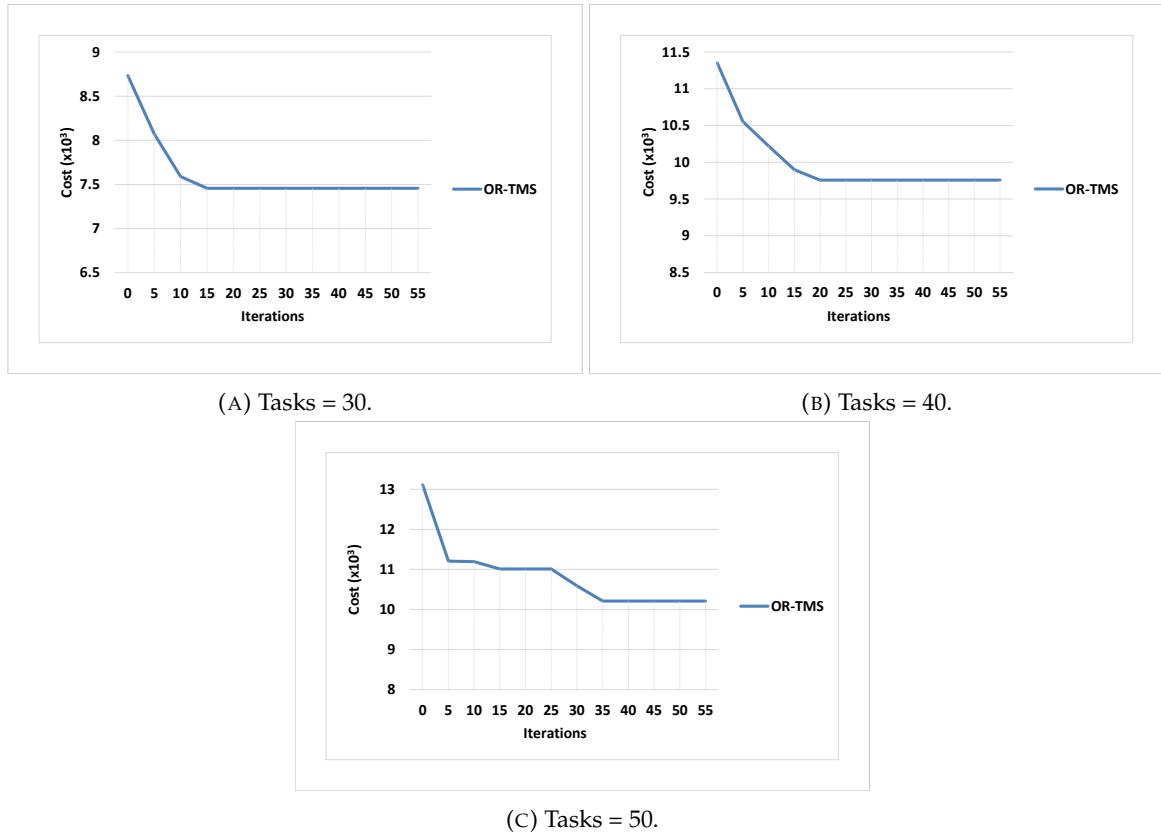 9
8.5
8
7.5
7
6.5
Cost (x10³)
0 5 10 15 20 25 30 35 40 45 50 55
Iterations
OR-TMS
(A) Tasks = 30.
11.5
11
10.5
10
9.5
9
8.5
Cost (x10³)
0 5 10 15 20 25 30 35 40 45 50 55
Iterations
OR-TMS
(B) Tasks = 40.
13
12
11
10
9
8
Cost (x10³)
0 5 10 15 20 25 30 35 40 45 50 55
Iterations
OR-TMS
(C) Tasks = 50.